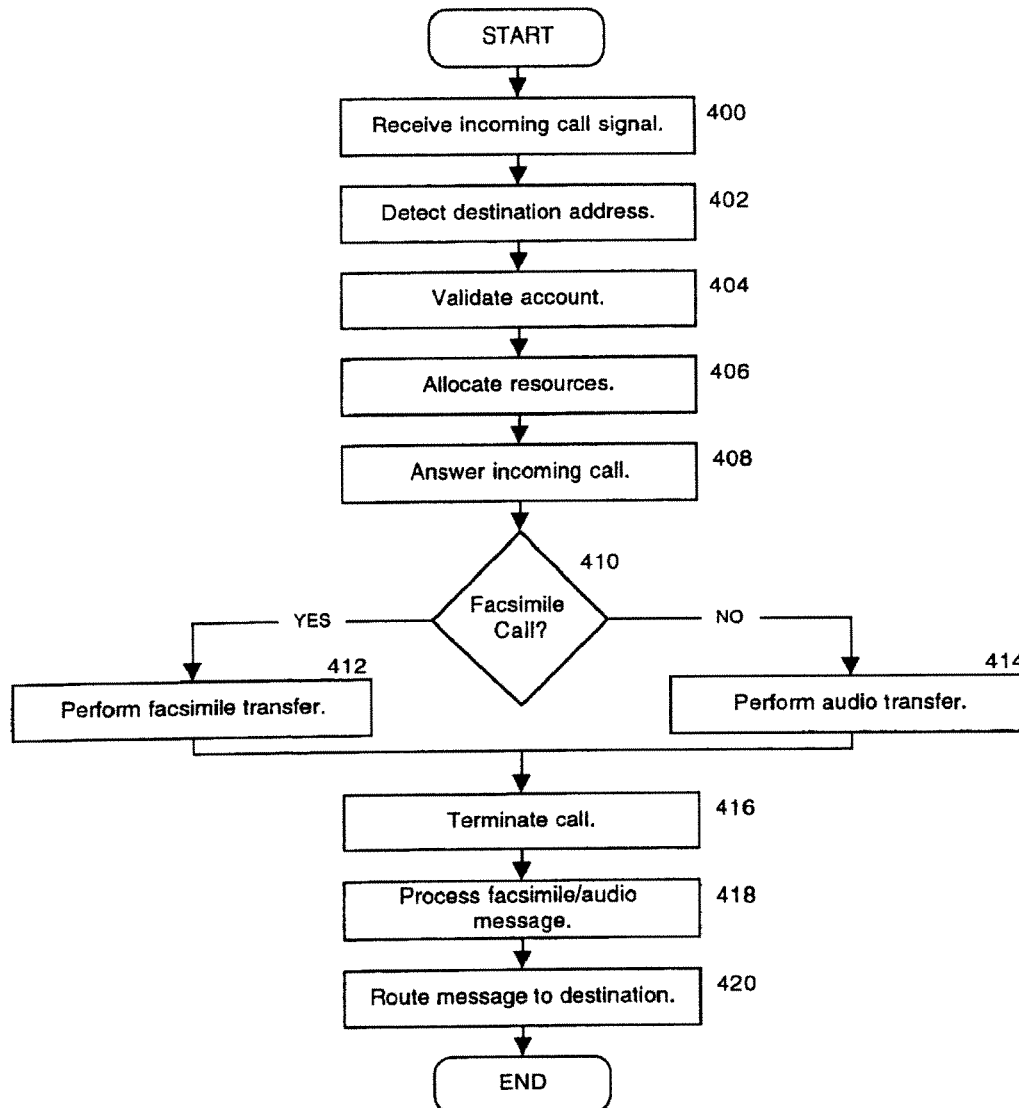 START
400
Receive incoming call signal.
402
Detect destination address.
404
Validate account.
406
Allocate resources.
408
Answer incoming call.
410
Facsimile
Call?
YES
NO
412
Perform facsimile transfer.
414
Perform audio transfer.
416
Terminate call.
418
Process facsimile/audio
message.
420
Route message to destination.
END